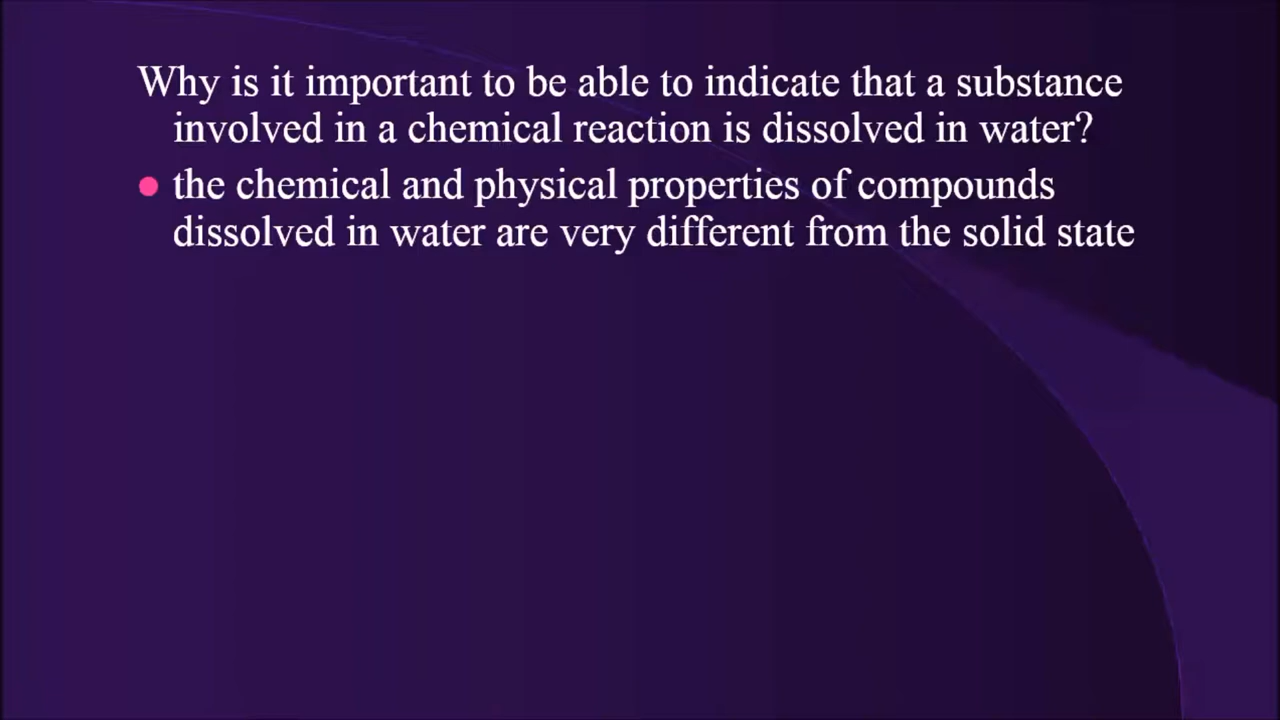 Why is it important to be able to indicate that a substance
involved in a chemical reaction is dissolved in water?
the chemical and physical properties of compounds
dissolved in water are very different from the solid state